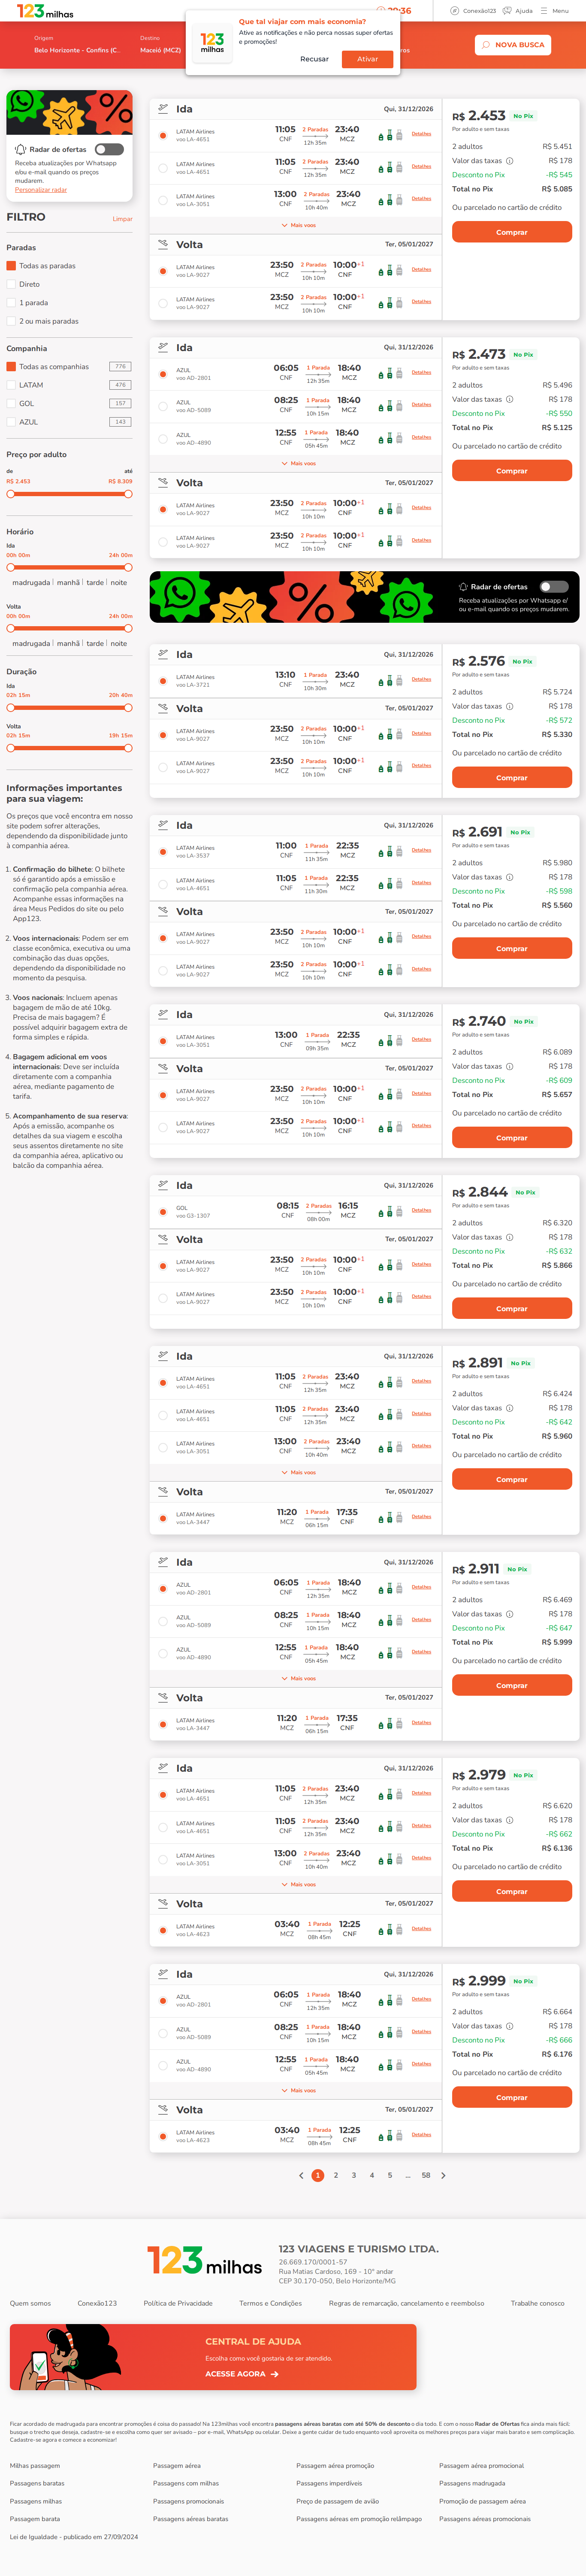 123milhas
Conexão123
Ajuda
Menu
Que tal viajar com mais economia?
Ative as notificações e não perca nossas super ofertas e promoções!
Recusar
Ativar
Origem
Belo Horizonte - Confins (C...
Destino
Maceió (MCZ)
NOVA BUSCA
Radar de ofertas
Receba atualizações por Whatsapp
e/ou e-mail quando os preços
mudarem,
Personalizar radar
FILTRO
Limpar
Paradas
Todas as paradas
Direto
1 parada
2 ou mais paradas
Companhia
Todas as companhias 776
LATAM 476
GOL 157
AZUL 143
Preço por adulto
de até
R$ 2.453 R$ 8.309
Horário
Ida
00h 00m 24h 00m
madrugada manhã tarde noite
Volta
00h 00m 24h 00m
madrugada manhã tarde noite
Duração
Ida
02h 15m 20h 40m
Volta
02h 15m 19h 15m
Informações importantes
para sua viagem:
Os preços que você encontra em nosso
site podem sofrer alterações,
dependendo da disponibilidade junto
à companhia aérea.
1. Confirmação do bilhete: O bilhete
só é garantido após a emissão e
confirmação pela companhia aérea.
Acompanhe essas informações na
área Meus Pedidos do site ou pelo
App123.
2. Voos internacionais: Podem ser em
classe econômica, executiva ou uma
combinação das duas opções,
dependendo da disponibilidade no
momento da pesquisa.
3. Voos nacionais: Incluem apenas
bagagem de mão de até 10kg.
Precisa de mais bagagem? É
possível adquirir bagagem extra de
forma simples e rápida.
4. Bagagem adicional em voos
internacionais: Deve ser incluída
diretamente com a companhia
aérea, mediante pagamento de
tarifa.
5. Acompanhamento de sua reserva:
Após a emissão, acompanhe os
detalhes da sua viagem e escolha
seus assentos diretamente no site
da companhia aérea, aplicativo ou
balcão da companhia aérea.
Ida Qui, 31/12/2026
LATAM Airlines voo LA-4651 11:05 CNF 2 Paradas 12h 35m 23:40 MCZ Detalhes
LATAM Airlines voo LA-4651 11:05 CNF 2 Paradas 12h 35m 23:40 MCZ Detalhes
LATAM Airlines voo LA-3051 13:00 CNF 2 Paradas 10h 40m 23:40 MCZ Detalhes
Mais voos
Volta Ter, 05/01/2027
LATAM Airlines voo LA-9027 23:50 MCZ 2 Paradas 10h 10m 10:00+1 CNF Detalhes
LATAM Airlines voo LA-9027 23:50 MCZ 2 Paradas 10h 10m 10:00+1 CNF Detalhes
R$ 2.453 No Pix
Por adulto e sem taxas
2 adultos R$ 5.451
Valor das taxas R$ 178
Desconto no Pix -R$ 545
Total no Pix R$ 5.085
Ou parcelado no cartão de crédito
Comprar
Ida Qui, 31/12/2026
AZUL voo AD-2801 06:05 CNF 1 Parada 12h 35m 18:40 MCZ Detalhes
AZUL voo AD-5089 08:25 CNF 1 Parada 10h 15m 18:40 MCZ Detalhes
AZUL voo AD-4890 12:55 CNF 1 Parada 05h 45m 18:40 MCZ Detalhes
Mais voos
Volta Ter, 05/01/2027
LATAM Airlines voo LA-9027 23:50 MCZ 2 Paradas 10h 10m 10:00+1 CNF Detalhes
LATAM Airlines voo LA-9027 23:50 MCZ 2 Paradas 10h 10m 10:00+1 CNF Detalhes
R$ 2.473 No Pix
Por adulto e sem taxas
2 adultos R$ 5.496
Valor das taxas R$ 178
Desconto no Pix -R$ 550
Total no Pix R$ 5.125
Ou parcelado no cartão de crédito
Comprar
Radar de ofertas
Receba atualizações por Whatsapp e/
ou e-mail quando os preços mudarem.
Ida Qui, 31/12/2026
LATAM Airlines voo LA-3721 13:10 CNF 1 Parada 10h 30m 23:40 MCZ Detalhes
Volta Ter, 05/01/2027
LATAM Airlines voo LA-9027 23:50 MCZ 2 Paradas 10h 10m 10:00+1 CNF Detalhes
LATAM Airlines voo LA-9027 23:50 MCZ 2 Paradas 10h 10m 10:00+1 CNF Detalhes
R$ 2.576 No Pix
Por adulto e sem taxas
2 adultos R$ 5.724
Valor das taxas R$ 178
Desconto no Pix -R$ 572
Total no Pix R$ 5.330
Ou parcelado no cartão de crédito
Comprar
Ida Qui, 31/12/2026
LATAM Airlines voo LA-3537 11:00 CNF 1 Parada 11h 35m 22:35 MCZ Detalhes
LATAM Airlines voo LA-4651 11:05 CNF 1 Parada 11h 30m 22:35 MCZ Detalhes
Volta Ter, 05/01/2027
LATAM Airlines voo LA-9027 23:50 MCZ 2 Paradas 10h 10m 10:00+1 CNF Detalhes
LATAM Airlines voo LA-9027 23:50 MCZ 2 Paradas 10h 10m 10:00+1 CNF Detalhes
R$ 2.691 No Pix
Por adulto e sem taxas
2 adultos R$ 5.980
Valor das taxas R$ 178
Desconto no Pix -R$ 598
Total no Pix R$ 5.560
Ou parcelado no cartão de crédito
Comprar
Ida Qui, 31/12/2026
LATAM Airlines voo LA-3051 13:00 CNF 1 Parada 09h 35m 22:35 MCZ Detalhes
Volta Ter, 05/01/2027
LATAM Airlines voo LA-9027 23:50 MCZ 2 Paradas 10h 10m 10:00+1 CNF Detalhes
LATAM Airlines voo LA-9027 23:50 MCZ 2 Paradas 10h 10m 10:00+1 CNF Detalhes
R$ 2.740 No Pix
Por adulto e sem taxas
2 adultos R$ 6.089
Valor das taxas R$ 178
Desconto no Pix -R$ 609
Total no Pix R$ 5.657
Ou parcelado no cartão de crédito
Comprar
Ida Qui, 31/12/2026
GOL voo G3-1307 08:15 CNF 2 Paradas 08h 00m 16:15 MCZ Detalhes
Volta Ter, 05/01/2027
LATAM Airlines voo LA-9027 23:50 MCZ 2 Paradas 10h 10m 10:00+1 CNF Detalhes
LATAM Airlines voo LA-9027 23:50 MCZ 2 Paradas 10h 10m 10:00+1 CNF Detalhes
R$ 2.844 No Pix
Por adulto e sem taxas
2 adultos R$ 6.320
Valor das taxas R$ 178
Desconto no Pix -R$ 632
Total no Pix R$ 5.866
Ou parcelado no cartão de crédito
Comprar
Ida Qui, 31/12/2026
LATAM Airlines voo LA-4651 11:05 CNF 2 Paradas 12h 35m 23:40 MCZ Detalhes
LATAM Airlines voo LA-4651 11:05 CNF 2 Paradas 12h 35m 23:40 MCZ Detalhes
LATAM Airlines voo LA-3051 13:00 CNF 2 Paradas 10h 40m 23:40 MCZ Detalhes
Mais voos
Volta Ter, 05/01/2027
LATAM Airlines voo LA-3447 11:20 MCZ 1 Parada 06h 15m 17:35 CNF Detalhes
R$ 2.891 No Pix
Por adulto e sem taxas
2 adultos R$ 6.424
Valor das taxas R$ 178
Desconto no Pix -R$ 642
Total no Pix R$ 5.960
Ou parcelado no cartão de crédito
Comprar
Ida Qui, 31/12/2026
AZUL voo AD-2801 06:05 CNF 1 Parada 12h 35m 18:40 MCZ Detalhes
AZUL voo AD-5089 08:25 CNF 1 Parada 10h 15m 18:40 MCZ Detalhes
AZUL voo AD-4890 12:55 CNF 1 Parada 05h 45m 18:40 MCZ Detalhes
Mais voos
Volta Ter, 05/01/2027
LATAM Airlines voo LA-3447 11:20 MCZ 1 Parada 06h 15m 17:35 CNF Detalhes
R$ 2.911 No Pix
Por adulto e sem taxas
2 adultos R$ 6.469
Valor das taxas R$ 178
Desconto no Pix -R$ 647
Total no Pix R$ 5.999
Ou parcelado no cartão de crédito
Comprar
Ida Qui, 31/12/2026
LATAM Airlines voo LA-4651 11:05 CNF 2 Paradas 12h 35m 23:40 MCZ Detalhes
LATAM Airlines voo LA-4651 11:05 CNF 2 Paradas 12h 35m 23:40 MCZ Detalhes
LATAM Airlines voo LA-3051 13:00 CNF 2 Paradas 10h 40m 23:40 MCZ Detalhes
Mais voos
Volta Ter, 05/01/2027
LATAM Airlines voo LA-4623 03:40 MCZ 1 Parada 08h 45m 12:25 CNF Detalhes
R$ 2.979 No Pix
Por adulto e sem taxas
2 adultos R$ 6.620
Valor das taxas R$ 178
Desconto no Pix -R$ 662
Total no Pix R$ 6.136
Ou parcelado no cartão de crédito
Comprar
Ida Qui, 31/12/2026
AZUL voo AD-2801 06:05 CNF 1 Parada 12h 35m 18:40 MCZ Detalhes
AZUL voo AD-5089 08:25 CNF 1 Parada 10h 15m 18:40 MCZ Detalhes
AZUL voo AD-4890 12:55 CNF 1 Parada 05h 45m 18:40 MCZ Detalhes
Mais voos
Volta Ter, 05/01/2027
LATAM Airlines voo LA-4623 03:40 MCZ 1 Parada 08h 45m 12:25 CNF Detalhes
R$ 2.999 No Pix
Por adulto e sem taxas
2 adultos R$ 6.664
Valor das taxas R$ 178
Desconto no Pix -R$ 666
Total no Pix R$ 6.176
Ou parcelado no cartão de crédito
Comprar
1 2 3 4 5 ... 58
123milhas
123 VIAGENS E TURISMO LTDA.
26.669.170/0001-57
Rua Matias Cardoso, 169 - 10° andar
CEP 30.170-050, Belo Horizonte/MG
Quem somos Conexão123 Política de Privacidade Termos e Condições Regras de remarcação, cancelamento e reembolso Trabalhe conosco
CENTRAL DE AJUDA
Escolha como você gostaria de ser atendido.
ACESSE AGORA
Ficar acordado de madrugada para encontrar promoções é coisa do passado! Na 123milhas você encontra passagens aéreas baratas com até 50% de desconto o dia todo. E com o nosso Radar de Ofertas fica ainda mais fácil:
busque o trecho que deseja, cadastre-se e escolha como quer ser avisado – por e-mail, WhatsApp ou celular. Deixe a gente cuidar de tudo enquanto você aproveita os melhores preços para viajar mais barato e sem complicação.
Cadastre-se agora e comece a economizar!
Milhas passagem Passagem aérea Passagem aérea promoção Passagem aérea promocional
Passagens baratas Passagens com milhas Passagens imperdíveis Passagens madrugada
Passagens milhas Passagens promocionais Preço de passagem de avião Promoção de passagem aérea
Passagem barata Passagens aéreas baratas Passagens aéreas em promoção relâmpago Passagens aéreas promocionais
Lei de Igualdade - publicado em 27/09/2024